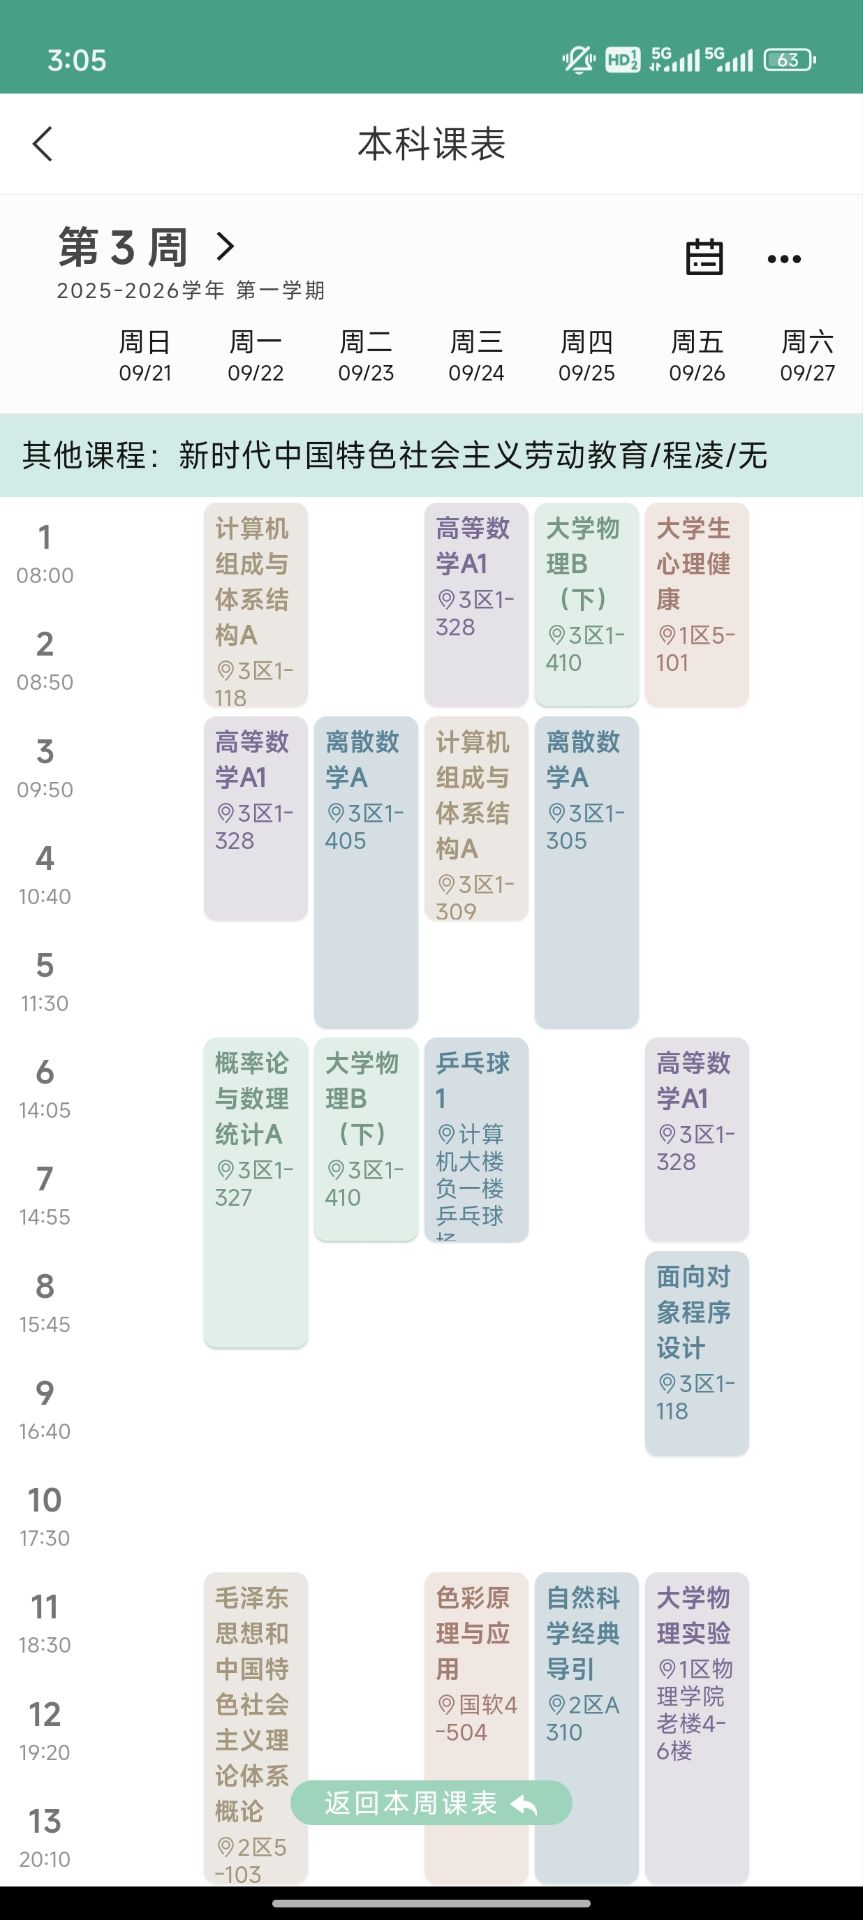 3:05
HD 1 2 5G 5G 63
本科课表
第 3 周
2025-2026学年 第一学期
周日 周一 周二 周三 周四 周五 周六
09/21 09/22 09/23 09/24 09/25 09/26 09/27
其他课程：新时代中国特色社会主义劳动教育/程凌/无
1
08:00
2
08:50
计算机
组成与
体系结
构A
3区1-
118
高等数
学A1
3区1-
328
大学物
理B
（下）
3区1-
410
大学生
心理健
康
1区5-
101
3
09:50
4
10:40
5
11:30
高等数
学A1
3区1-
328
离散数
学A
3区1-
405
计算机
组成与
体系结
构A
3区1-
309
离散数
学A
3区1-
305
6
14:05
7
14:55
8
15:45
9
16:40
10
17:30
概率论
与数理
统计A
3区1-
327
大学物
理B
（下）
3区1-
410
乒乓球
1
计算
机大楼
负一楼
乒乓球
高等数
学A1
3区1-
328
面向对
象程序
设计
3区1-
118
11
18:30
12
19:20
13
20:10
毛泽东
思想和
中国特
色社会
主义理
论体系
概论
2区5
-103
色彩原
理与应
用
国软4
-504
自然科
学经典
导引
2区A
310
大学物
理实验
1区物
理学院
老楼4-
6楼
返回本周课表